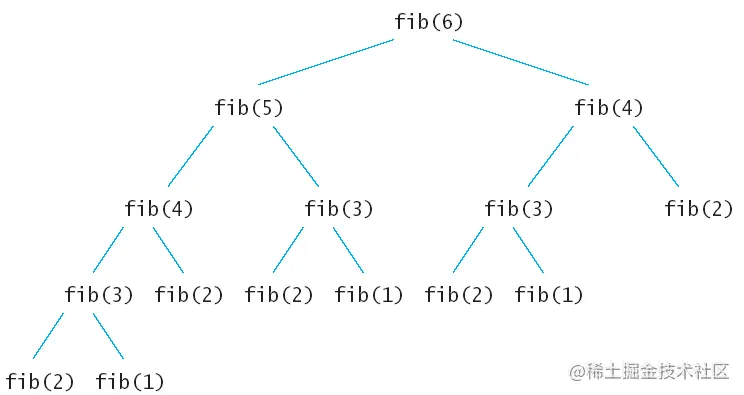 fib(6)
fib(5) fib(4)
fib(4) fib(3) fib(3) fib(2)
fib(3) fib(2) fib(2) fib(1) fib(2) fib(1)
fib(2) fib(1)
@稀土掘金技术社区